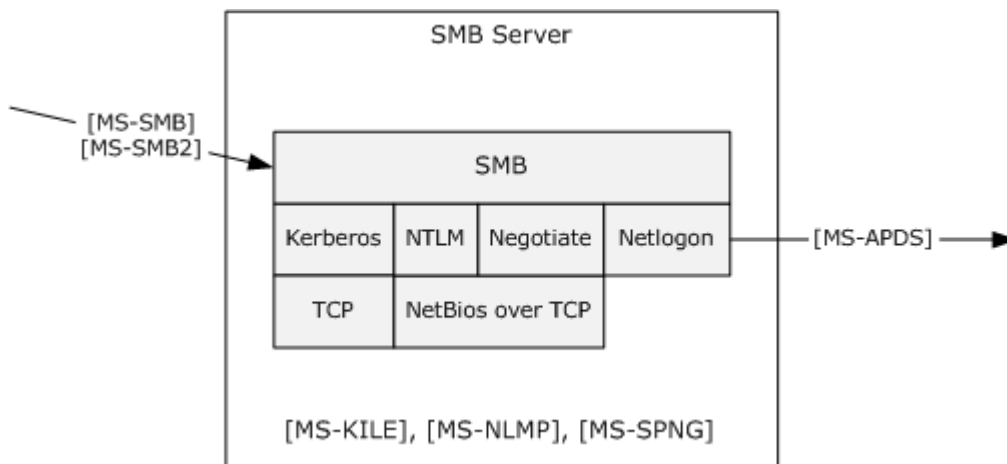 SMB Server
[MS-SMB]
[MS-SMB2]
SMB
Kerberos NTLM Negotiate Netlogon
[MS-APDS]
TCP NetBios over TCP
[MS-KILE], [MS-NLMP], [MS-SPNG]